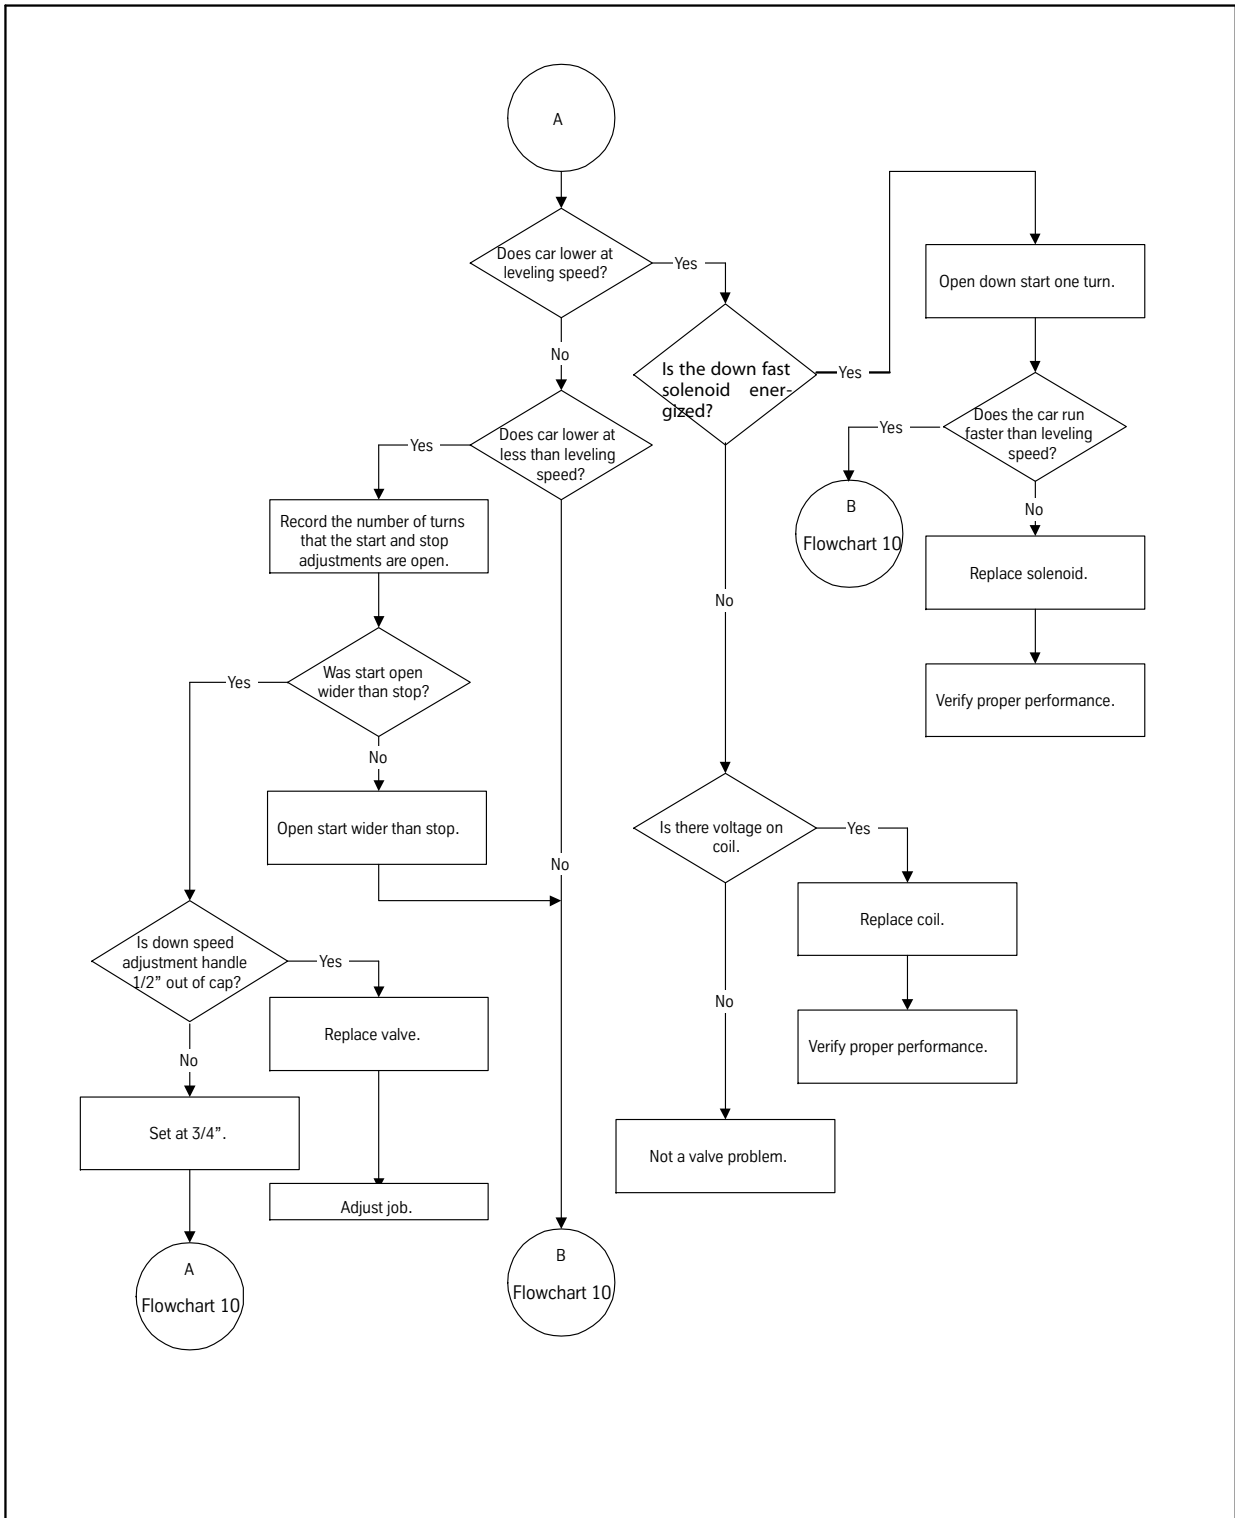 A
Does car lower at
leveling speed?
Yes
No
Is the down fast
solenoid ener-
gized?
Yes
Open down start one turn.
Does the car run
faster than leveling
speed?
Yes
B
Flowchart 10
No
Replace solenoid.
Verify proper performance.
Does car lower at
less than leveling
speed?
Yes
Record the number of turns
that the start and stop
adjustments are open.
Was start open
wider than stop?
Yes
No
Open start wider than stop.
No
No
Is there voltage on
coil.
Yes
Replace coil.
Verify proper performance.
No
Not a valve problem.
Is down speed
adjustment handle
1/2” out of cap?
Yes
Replace valve.
Adjust job.
No
Set at 3/4”.
A
Flowchart 10
B
Flowchart 10